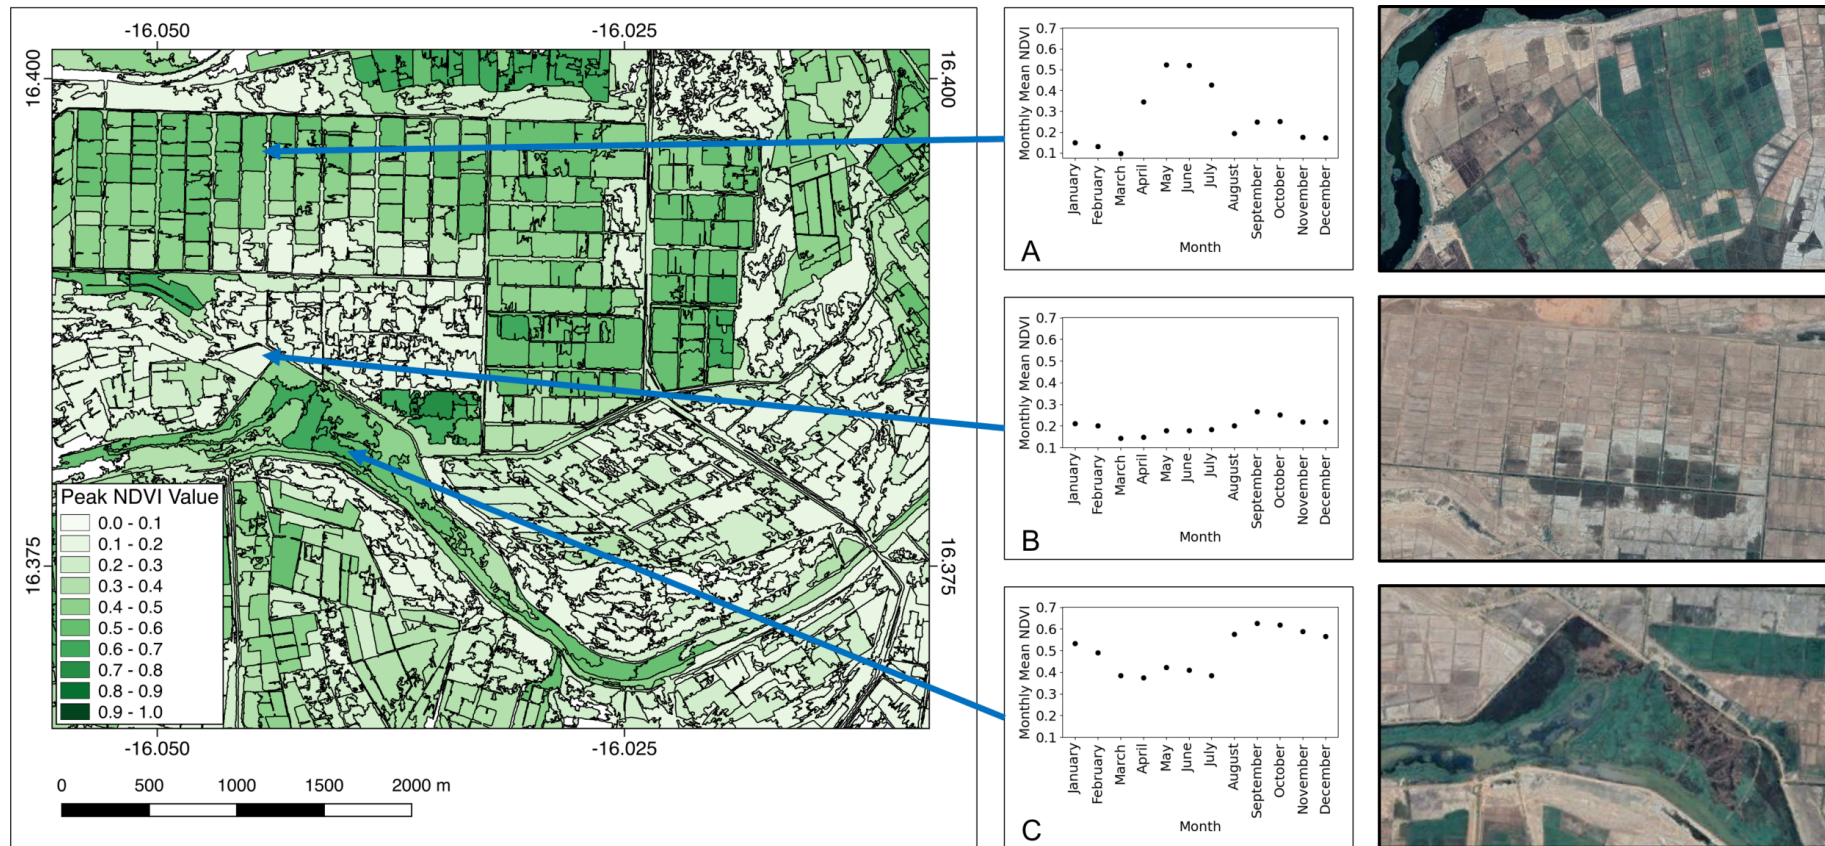 -16.050 -16.025
16.400 16.400
16.375 16.375
Peak NDVI Value
0.0 - 0.1
0.1 - 0.2
0.2 - 0.3
0.3 - 0.4
0.4 - 0.5
0.5 - 0.6
0.6 - 0.7
0.7 - 0.8
0.8 - 0.9
0.9 - 1.0
-16.050 -16.025
0 500 1000 1500 2000 m
Monthly Mean NDVI
0.7
0.6
0.5
0.4
0.3
0.2
0.1
January February March April May June July August September October November December
Month
A
Monthly Mean NDVI
0.7
0.6
0.5
0.4
0.3
0.2
0.1
January February March April May June July August September October November December
Month
B
Monthly Mean NDVI
0.7
0.6
0.5
0.4
0.3
0.2
0.1
January February March April May June July August September October November December
Month
C